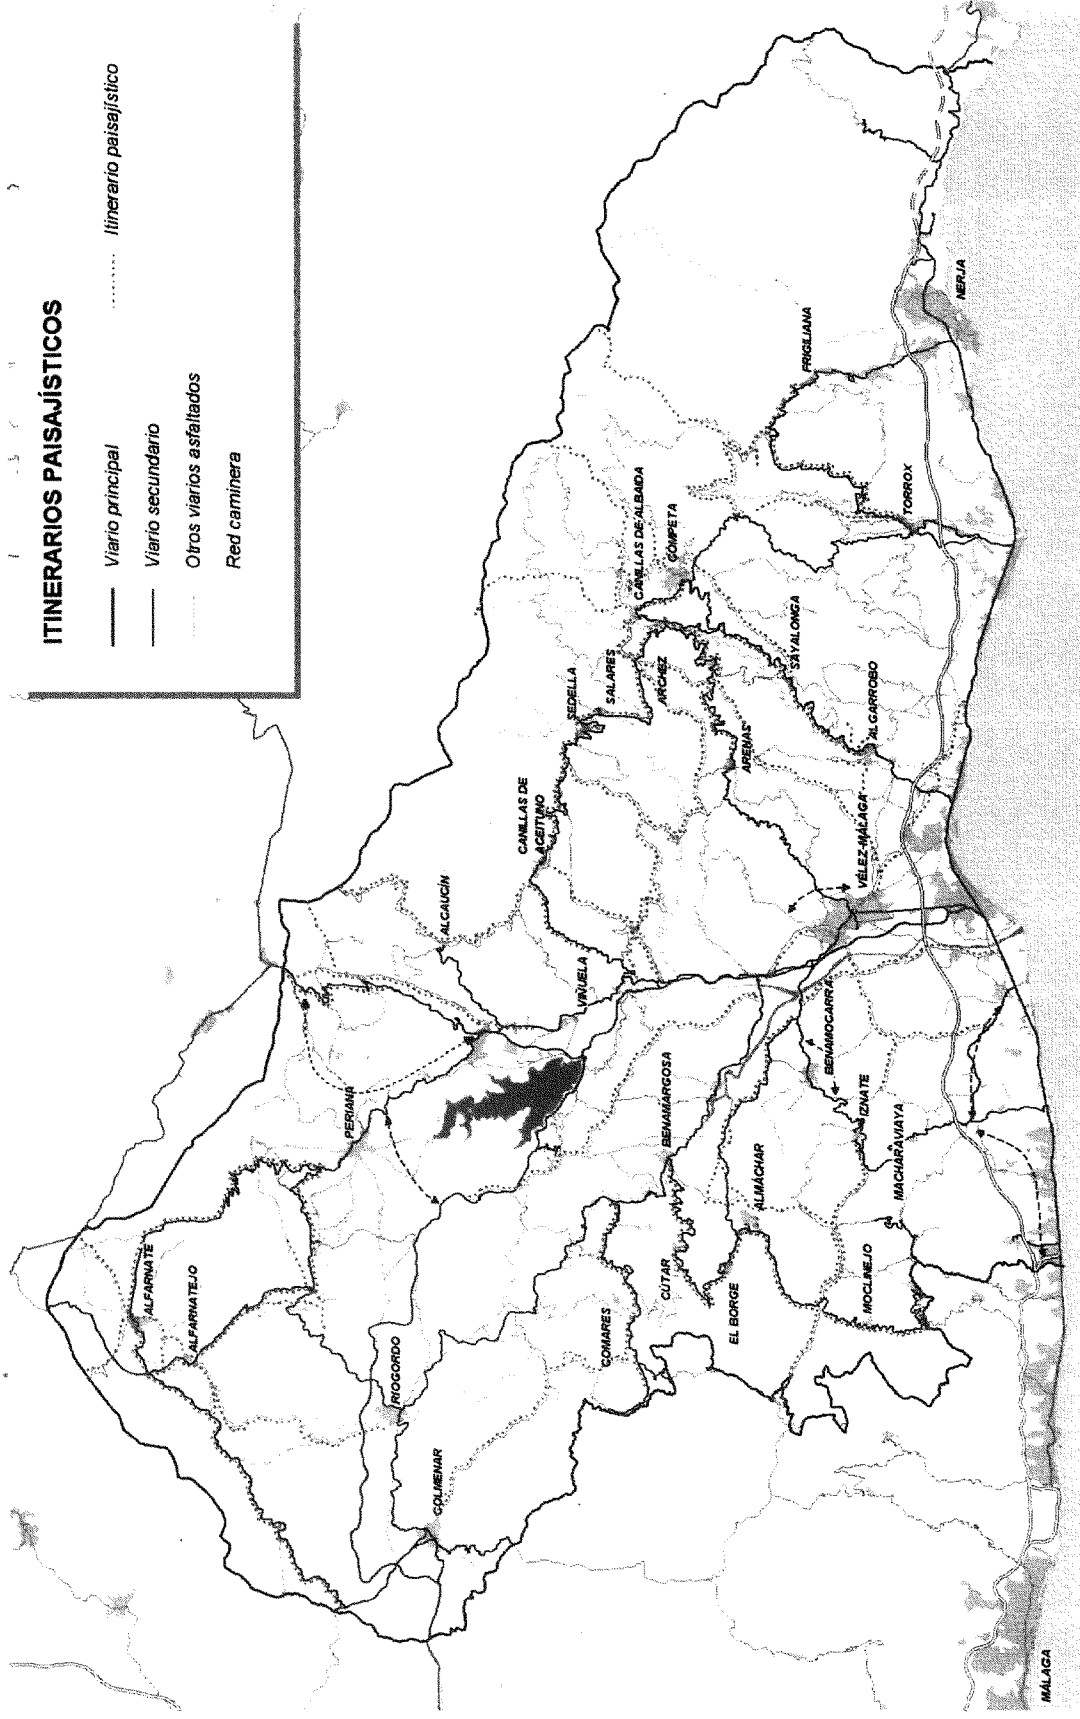 ITINERARIOS PAISAJÍSTICOS
Viario principal
Itinerario paisajístico
Viario secundario
Otros viarios asfaltados
Red caminera
ALFARNATE
ALFARNATEJO
PERIANA
RIOGORDO
COLMENAR
ALCAUCÍN
CANILLAS DE
ACEITUNO
SEDELLA
SALARES
CANILLAS DE ALBAIDA
CÓMPETA
ARCHEZ
VIÑUELA
COMARES
CÚTAR
BENAMARGOSA
EL BORGE
ALMÁCHAR
ARENAS
SAYALONGA
FRIGILIANA
BENAMOCARRA
IZNATE
VÉLEZ-MÁLAGA
ALGARROBO
MOCLINEJO
MACHARAVIAYA
TORROX
NERJA
MÁLAGA